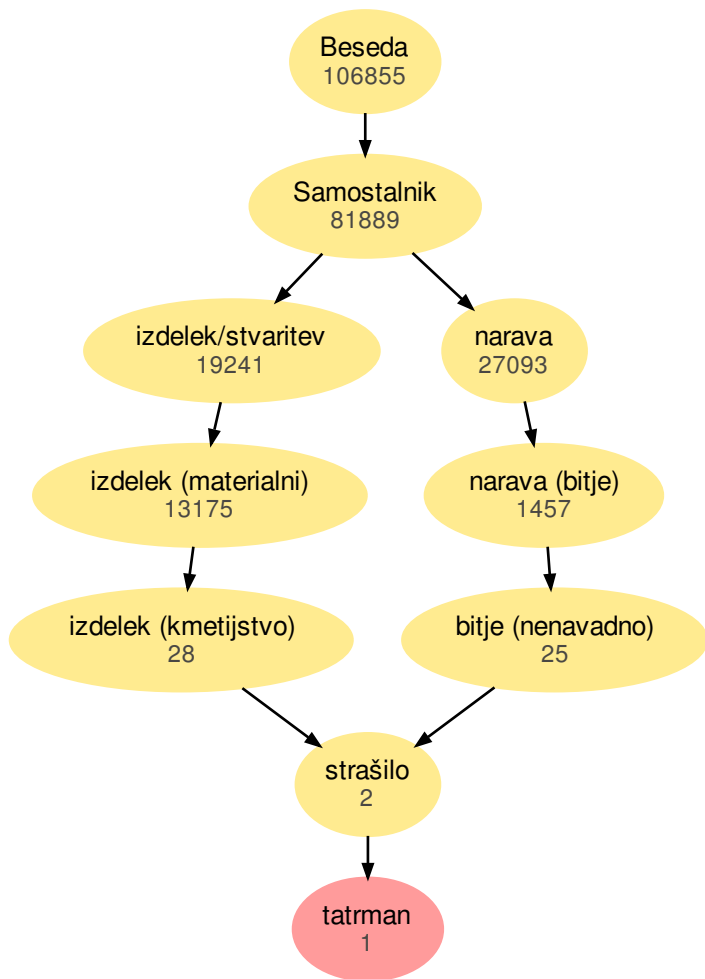 Beseda
106855
Samostalnik
81889
izdelek/stvaritev
19241
narava
27093
izdelek (materialni)
13175
narava (bitje)
1457
izdelek (kmetijstvo)
28
bitje (nenavadno)
25
strašilo
2
tatrman
1